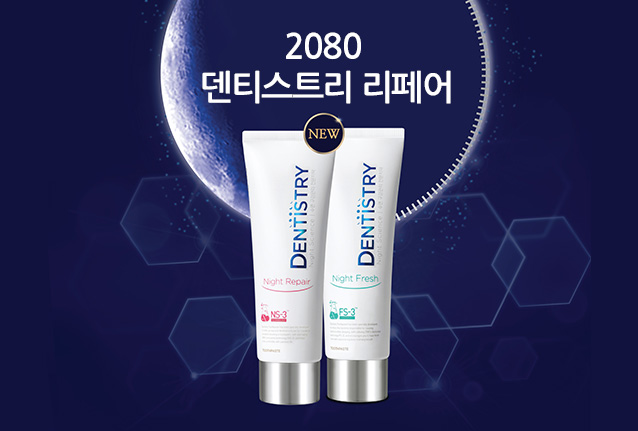 2080
덴티스트리 리페어
NEW
DENTISTRY
Night Repair
NS-3
DENTISTRY
Night Fresh
FS-3